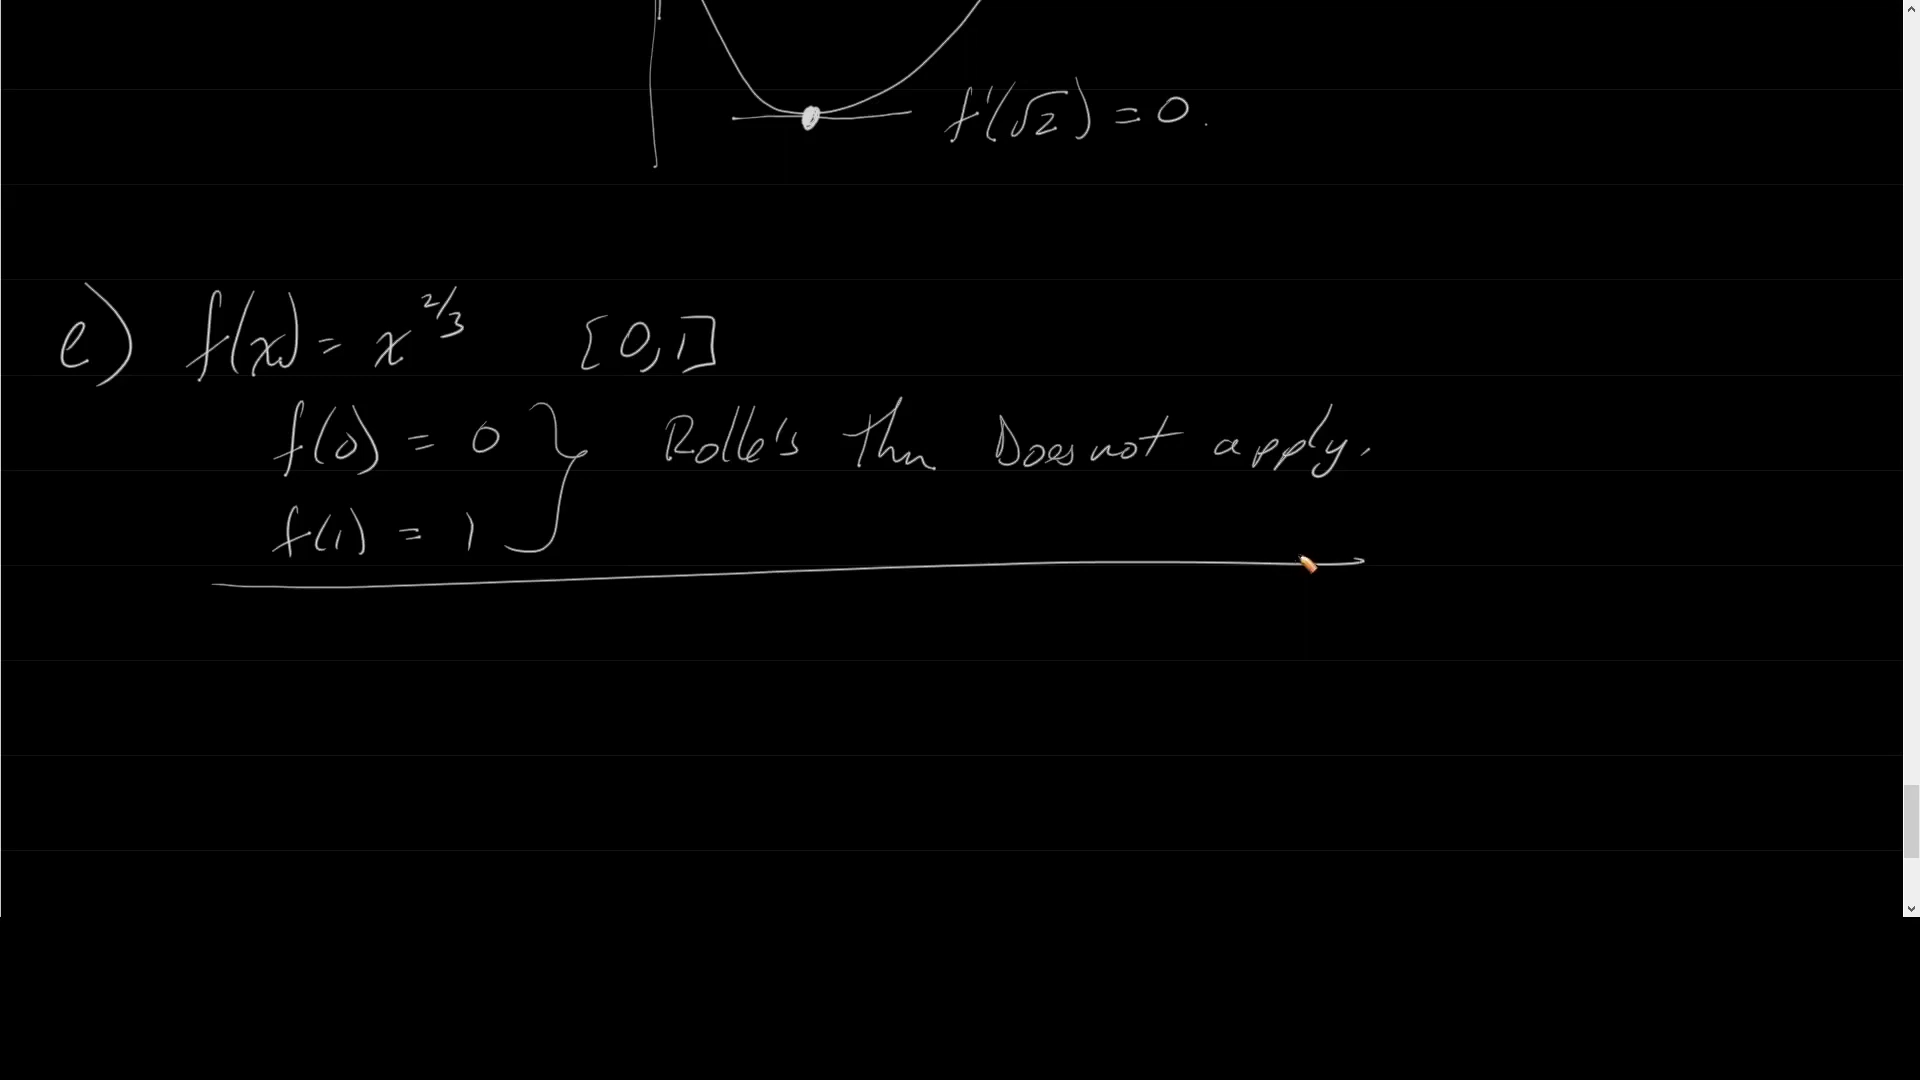 f'(√2) = 0.
e) f(x) = x^2/3 [0,1]
f(0) = 0 } Rolle's thm Does not apply.
f(1) = 1